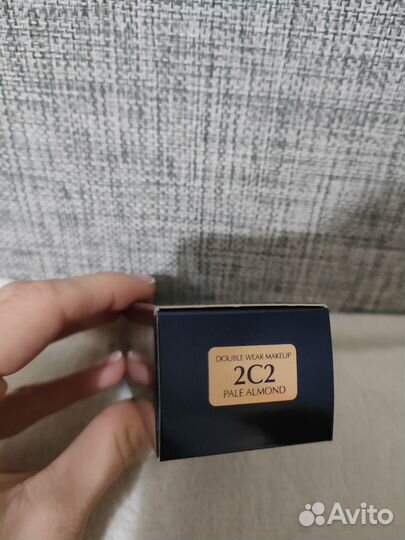 DOUBLE WEAR MAKEUP
2C2
PALE ALMOND
Avito